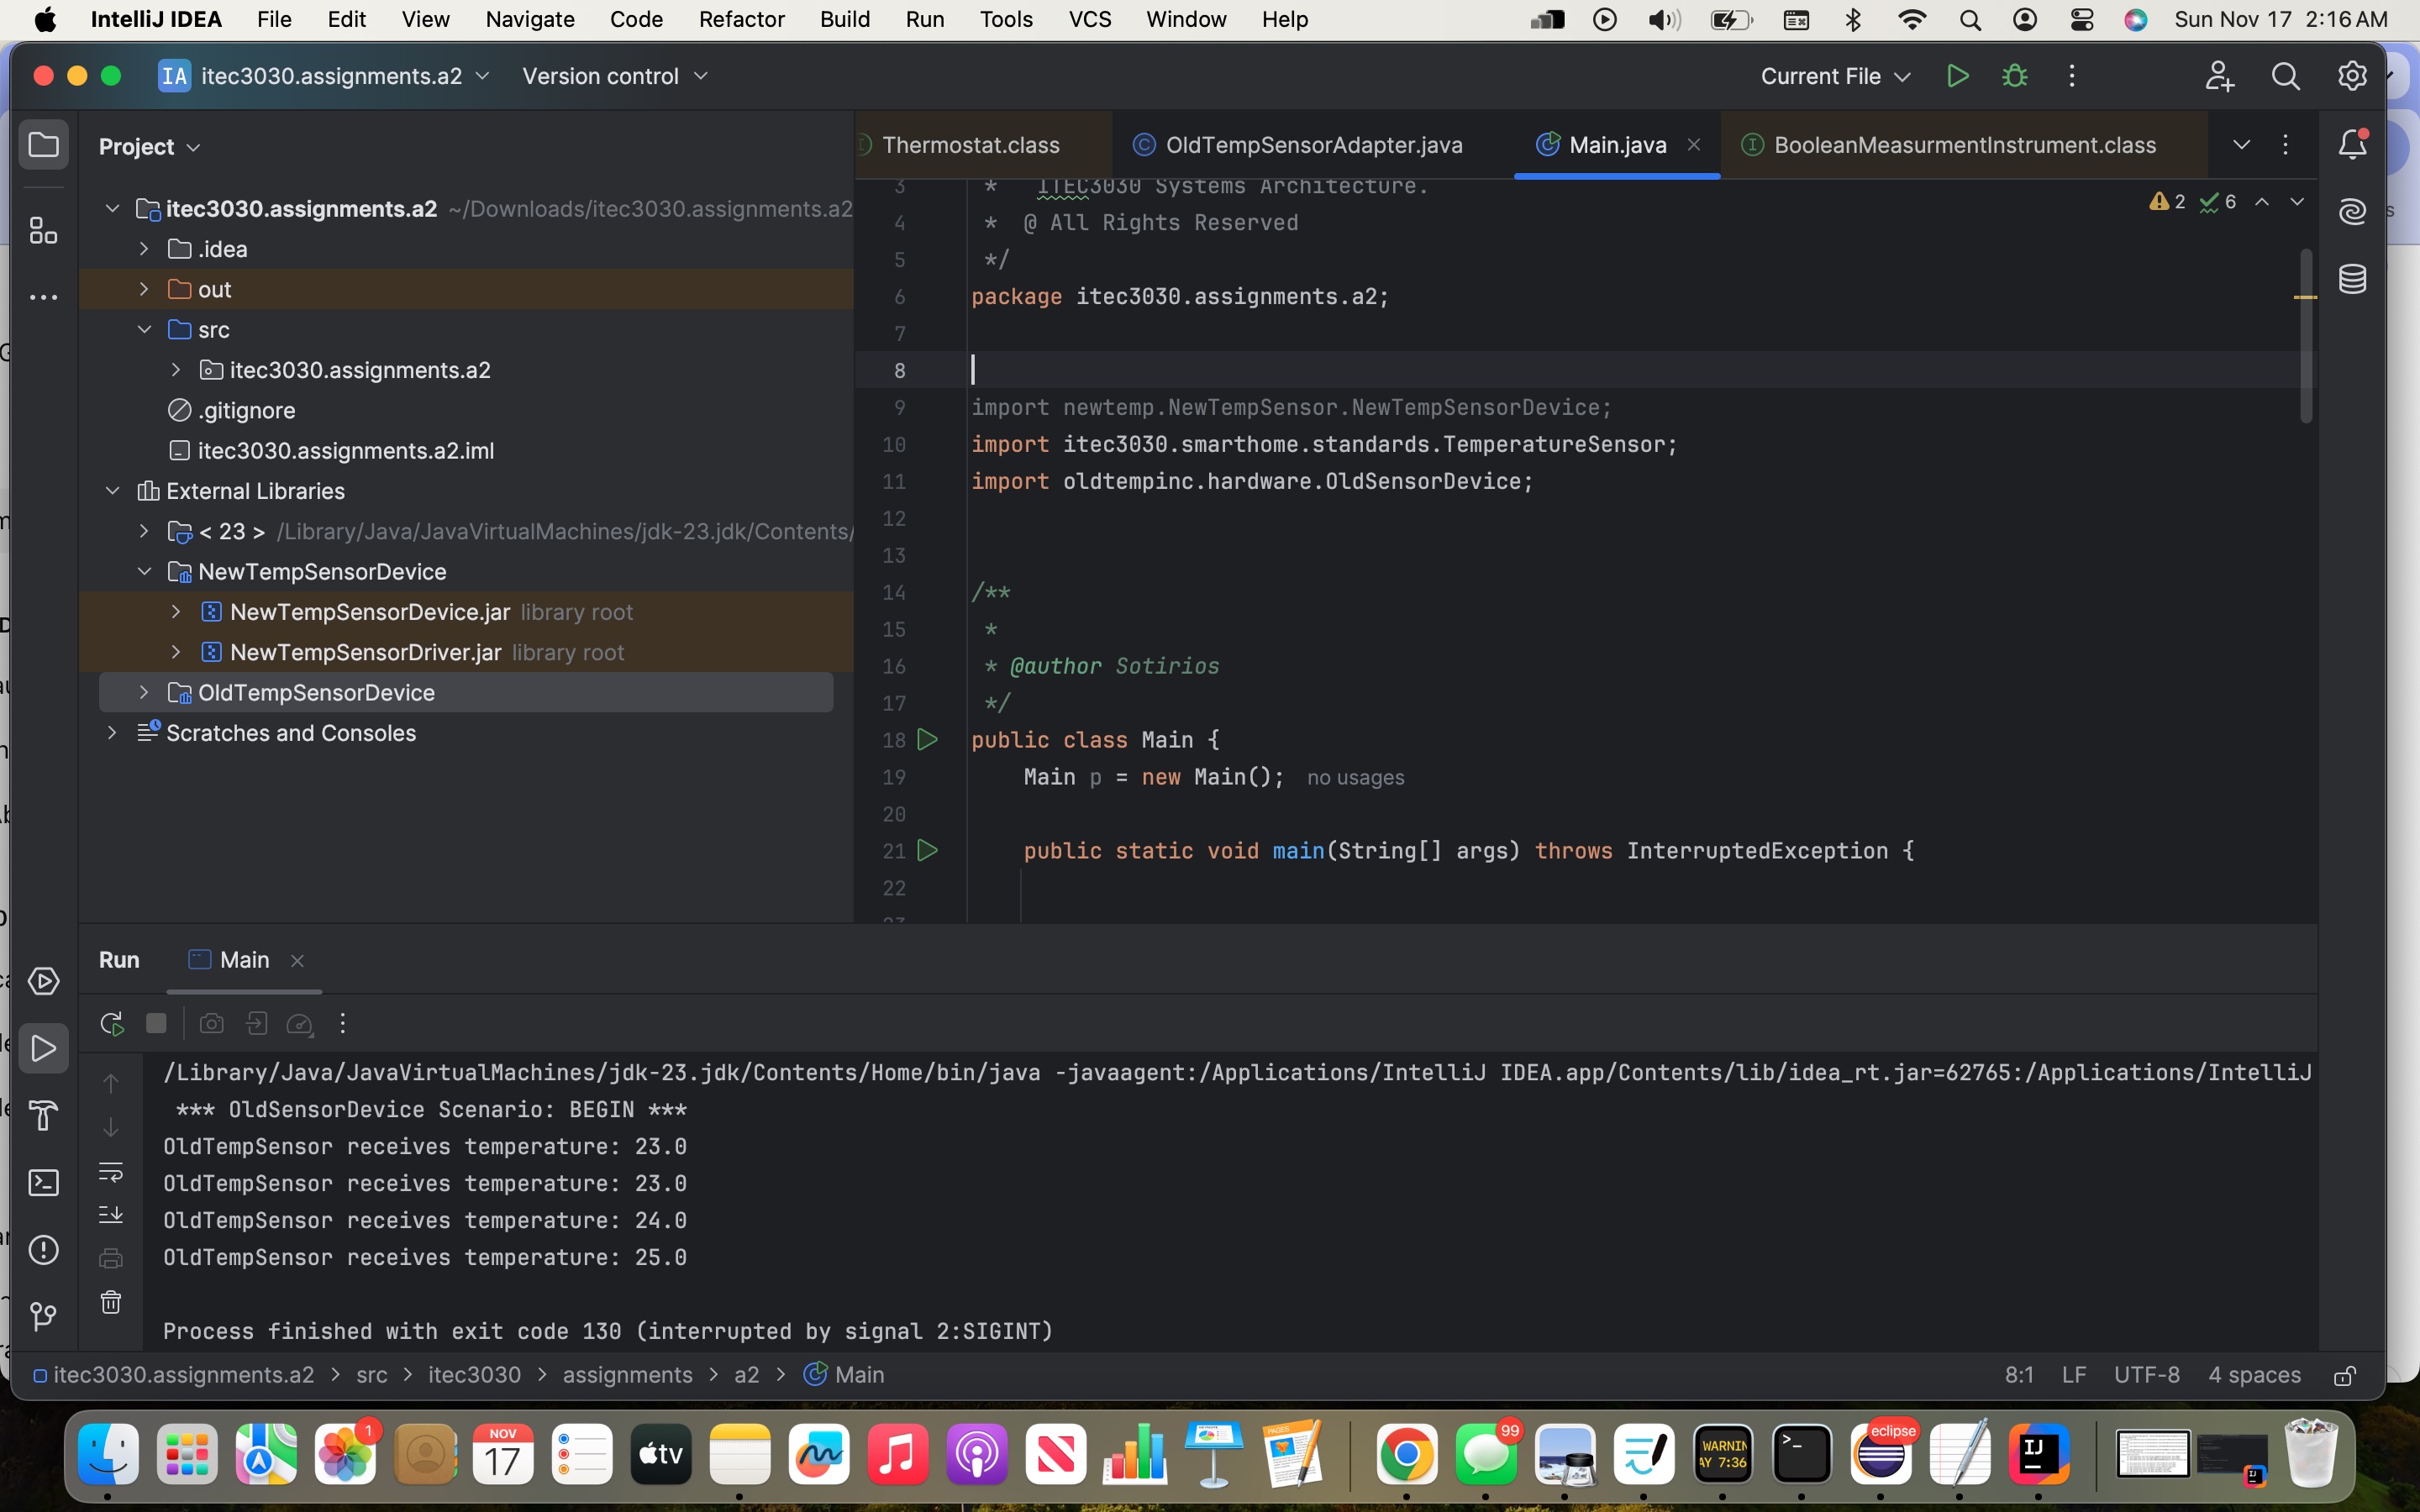 IntelliJ IDEA File Edit View Navigate Code Refactor Build Run Tools VCS Window Help Sun Nov 17 2:16 AM
IA itec3030.assignments.a2 Version control Current File
Project
itec3030.assignments.a2 ~/Downloads/itec3030.assignments.a2
.idea
out
src
itec3030.assignments.a2
.gitignore
itec3030.assignments.a2.iml
External Libraries
< 23 > /Library/Java/JavaVirtualMachines/jdk-23.jdk/Contents/
NewTempSensorDevice
NewTempSensorDevice.jar library root
NewTempSensorDriver.jar library root
OldTempSensorDevice
Scratches and Consoles
Thermostat.class OldTempSensorAdapter.java Main.java BooleanMeasurmentInstrument.class
2 6
3 * ITEC3030 Systems Architecture.
4 * @ All Rights Reserved
5 */
6 package itec3030.assignments.a2;
7
8
9 import newtemp.NewTempSensor.NewTempSensorDevice;
10 import itec3030.smarthome.standards.TemperatureSensor;
11 import oldtempinc.hardware.OldSensorDevice;
12
13
14 /**
15 *
16 * @author Sotirios
17 */
18 public class Main {
19 Main p = new Main(); no usages
20
21 public static void main(String[] args) throws InterruptedException {
22
Run Main
/Library/Java/JavaVirtualMachines/jdk-23.jdk/Contents/Home/bin/java -javaagent:/Applications/IntelliJ IDEA.app/Contents/lib/idea_rt.jar=62765:/Applications/IntelliJ
*** OldSensorDevice Scenario: BEGIN ***
OldTempSensor receives temperature: 23.0
OldTempSensor receives temperature: 23.0
OldTempSensor receives temperature: 24.0
OldTempSensor receives temperature: 25.0
Process finished with exit code 130 (interrupted by signal 2:SIGINT)
itec3030.assignments.a2 > src > itec3030 > assignments > a2 > Main 8:1 LF UTF-8 4 spaces
1 NOV 17 tv 99 WARNIN AY 7:36 >_ eclipse IJ